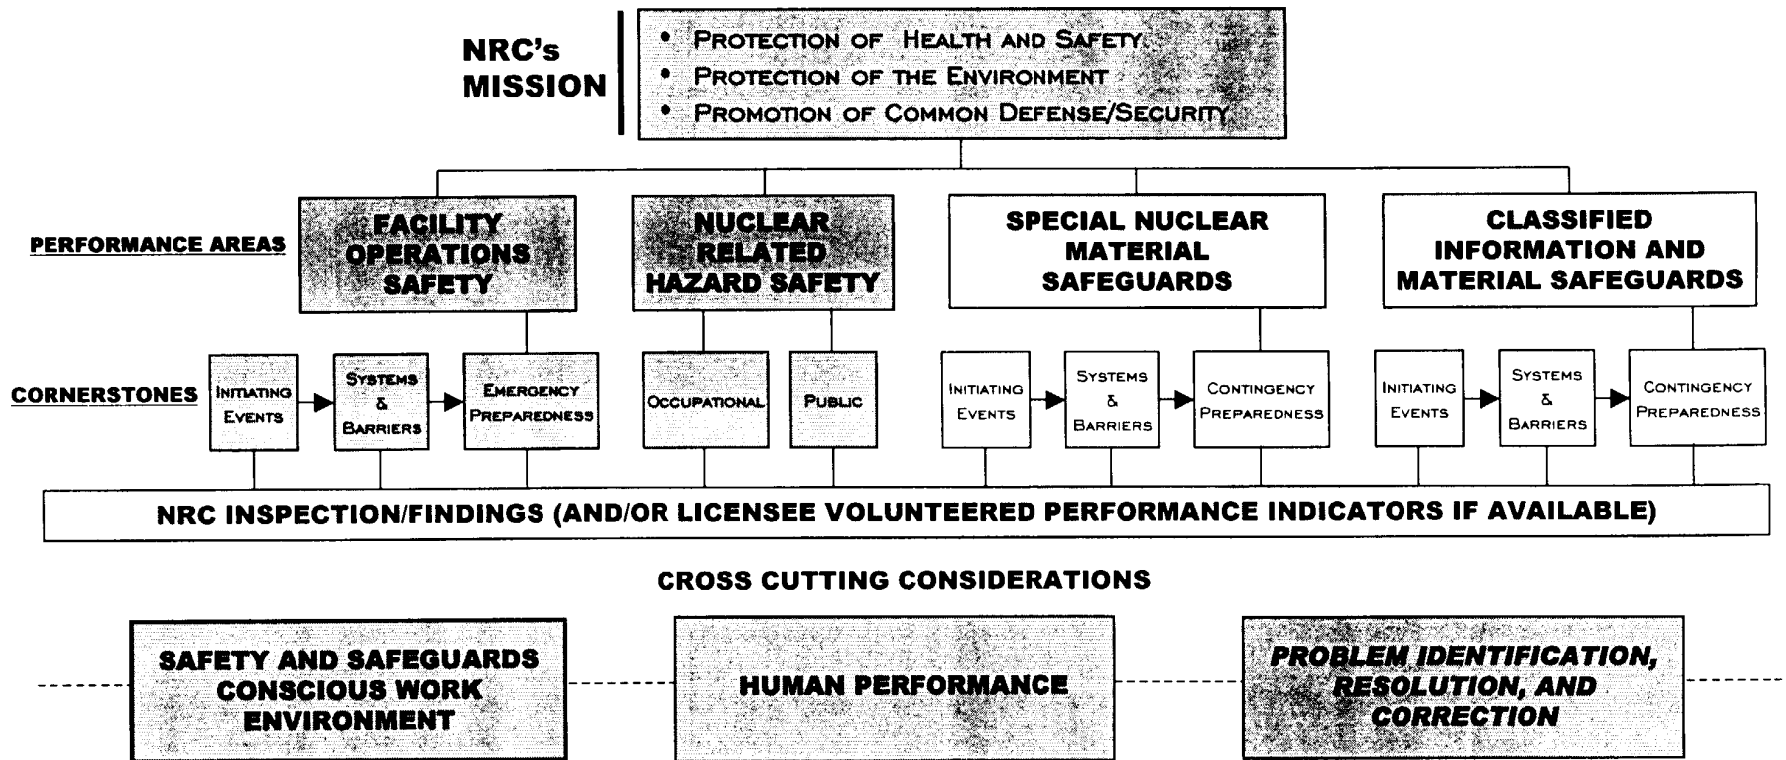 NRC's
MISSION
• PROTECTION OF HEALTH AND SAFETY
• PROTECTION OF THE ENVIRONMENT
• PROMOTION OF COMMON DEFENSE/SECURITY
PERFORMANCE AREAS
FACILITY
OPERATIONS
SAFETY
NUCLEAR
RELATED
HAZARD SAFETY
SPECIAL NUCLEAR
MATERIAL
SAFEGUARDS
CLASSIFIED
INFORMATION AND
MATERIAL SAFEGUARDS
CORNERSTONES
INITIATING
EVENTS
SYSTEMS
&
BARRIERS
EMERGENCY
PREPAREDNESS
OCCUPATIONAL
PUBLIC
INITIATING
EVENTS
SYSTEMS
&
BARRIERS
CONTINGENCY
PREPAREDNESS
INITIATING
EVENTS
SYSTEMS
&
BARRIERS
CONTINGENCY
PREPAREDNESS
NRC INSPECTION/FINDINGS (AND/OR LICENSEE VOLUNTEERED PERFORMANCE INDICATORS IF AVAILABLE)
CROSS CUTTING CONSIDERATIONS
SAFETY AND SAFEGUARDS
CONSCIOUS WORK
ENVIRONMENT
HUMAN PERFORMANCE
PROBLEM IDENTIFICATION,
RESOLUTION, AND
CORRECTION